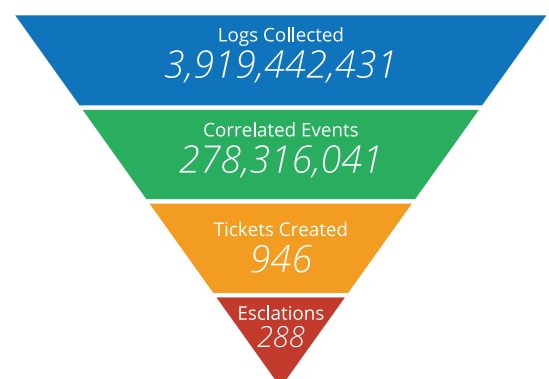 Logs Collected
3,919,442,431
Correlated Events
278,316,041
Tickets Created
946
Esclations
288